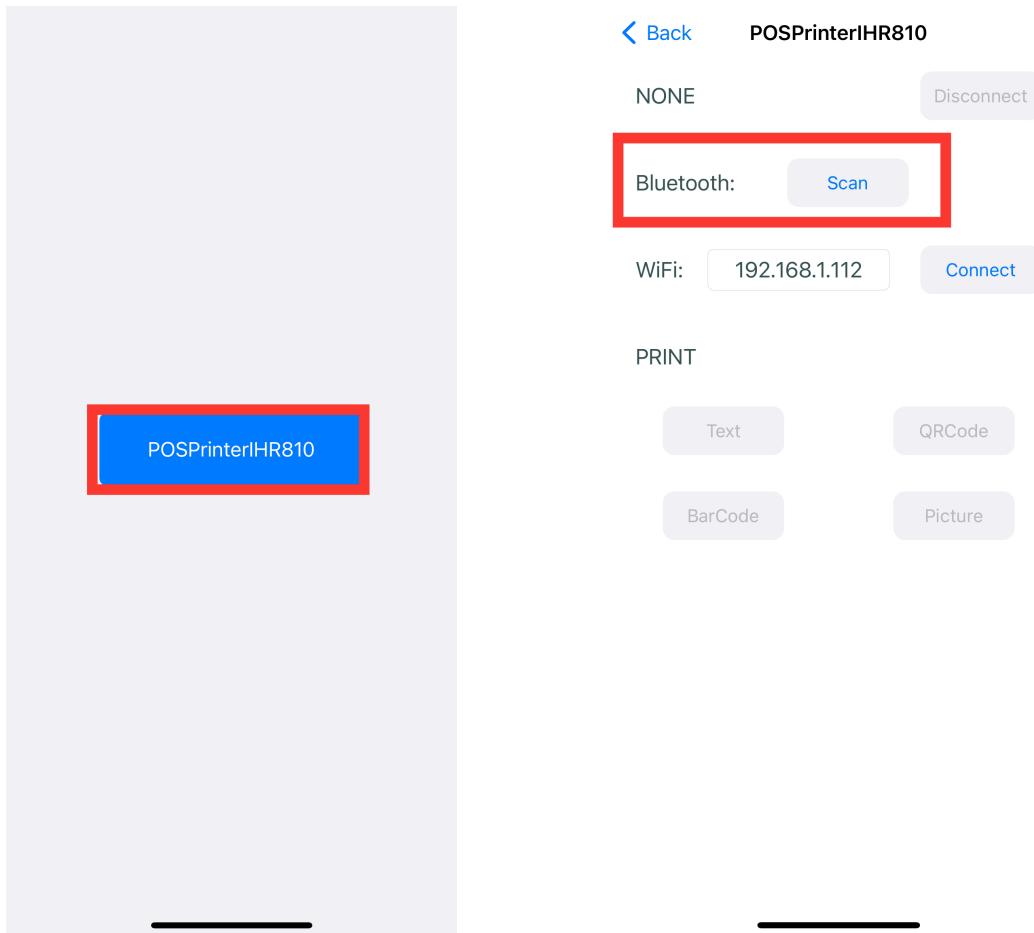 POSPrinterIHR810
Back POSPrinterIHR810
NONE Disconnect
Bluetooth: Scan
WiFi: 192.168.1.112 Connect
PRINT
Text QRCode
BarCode Picture